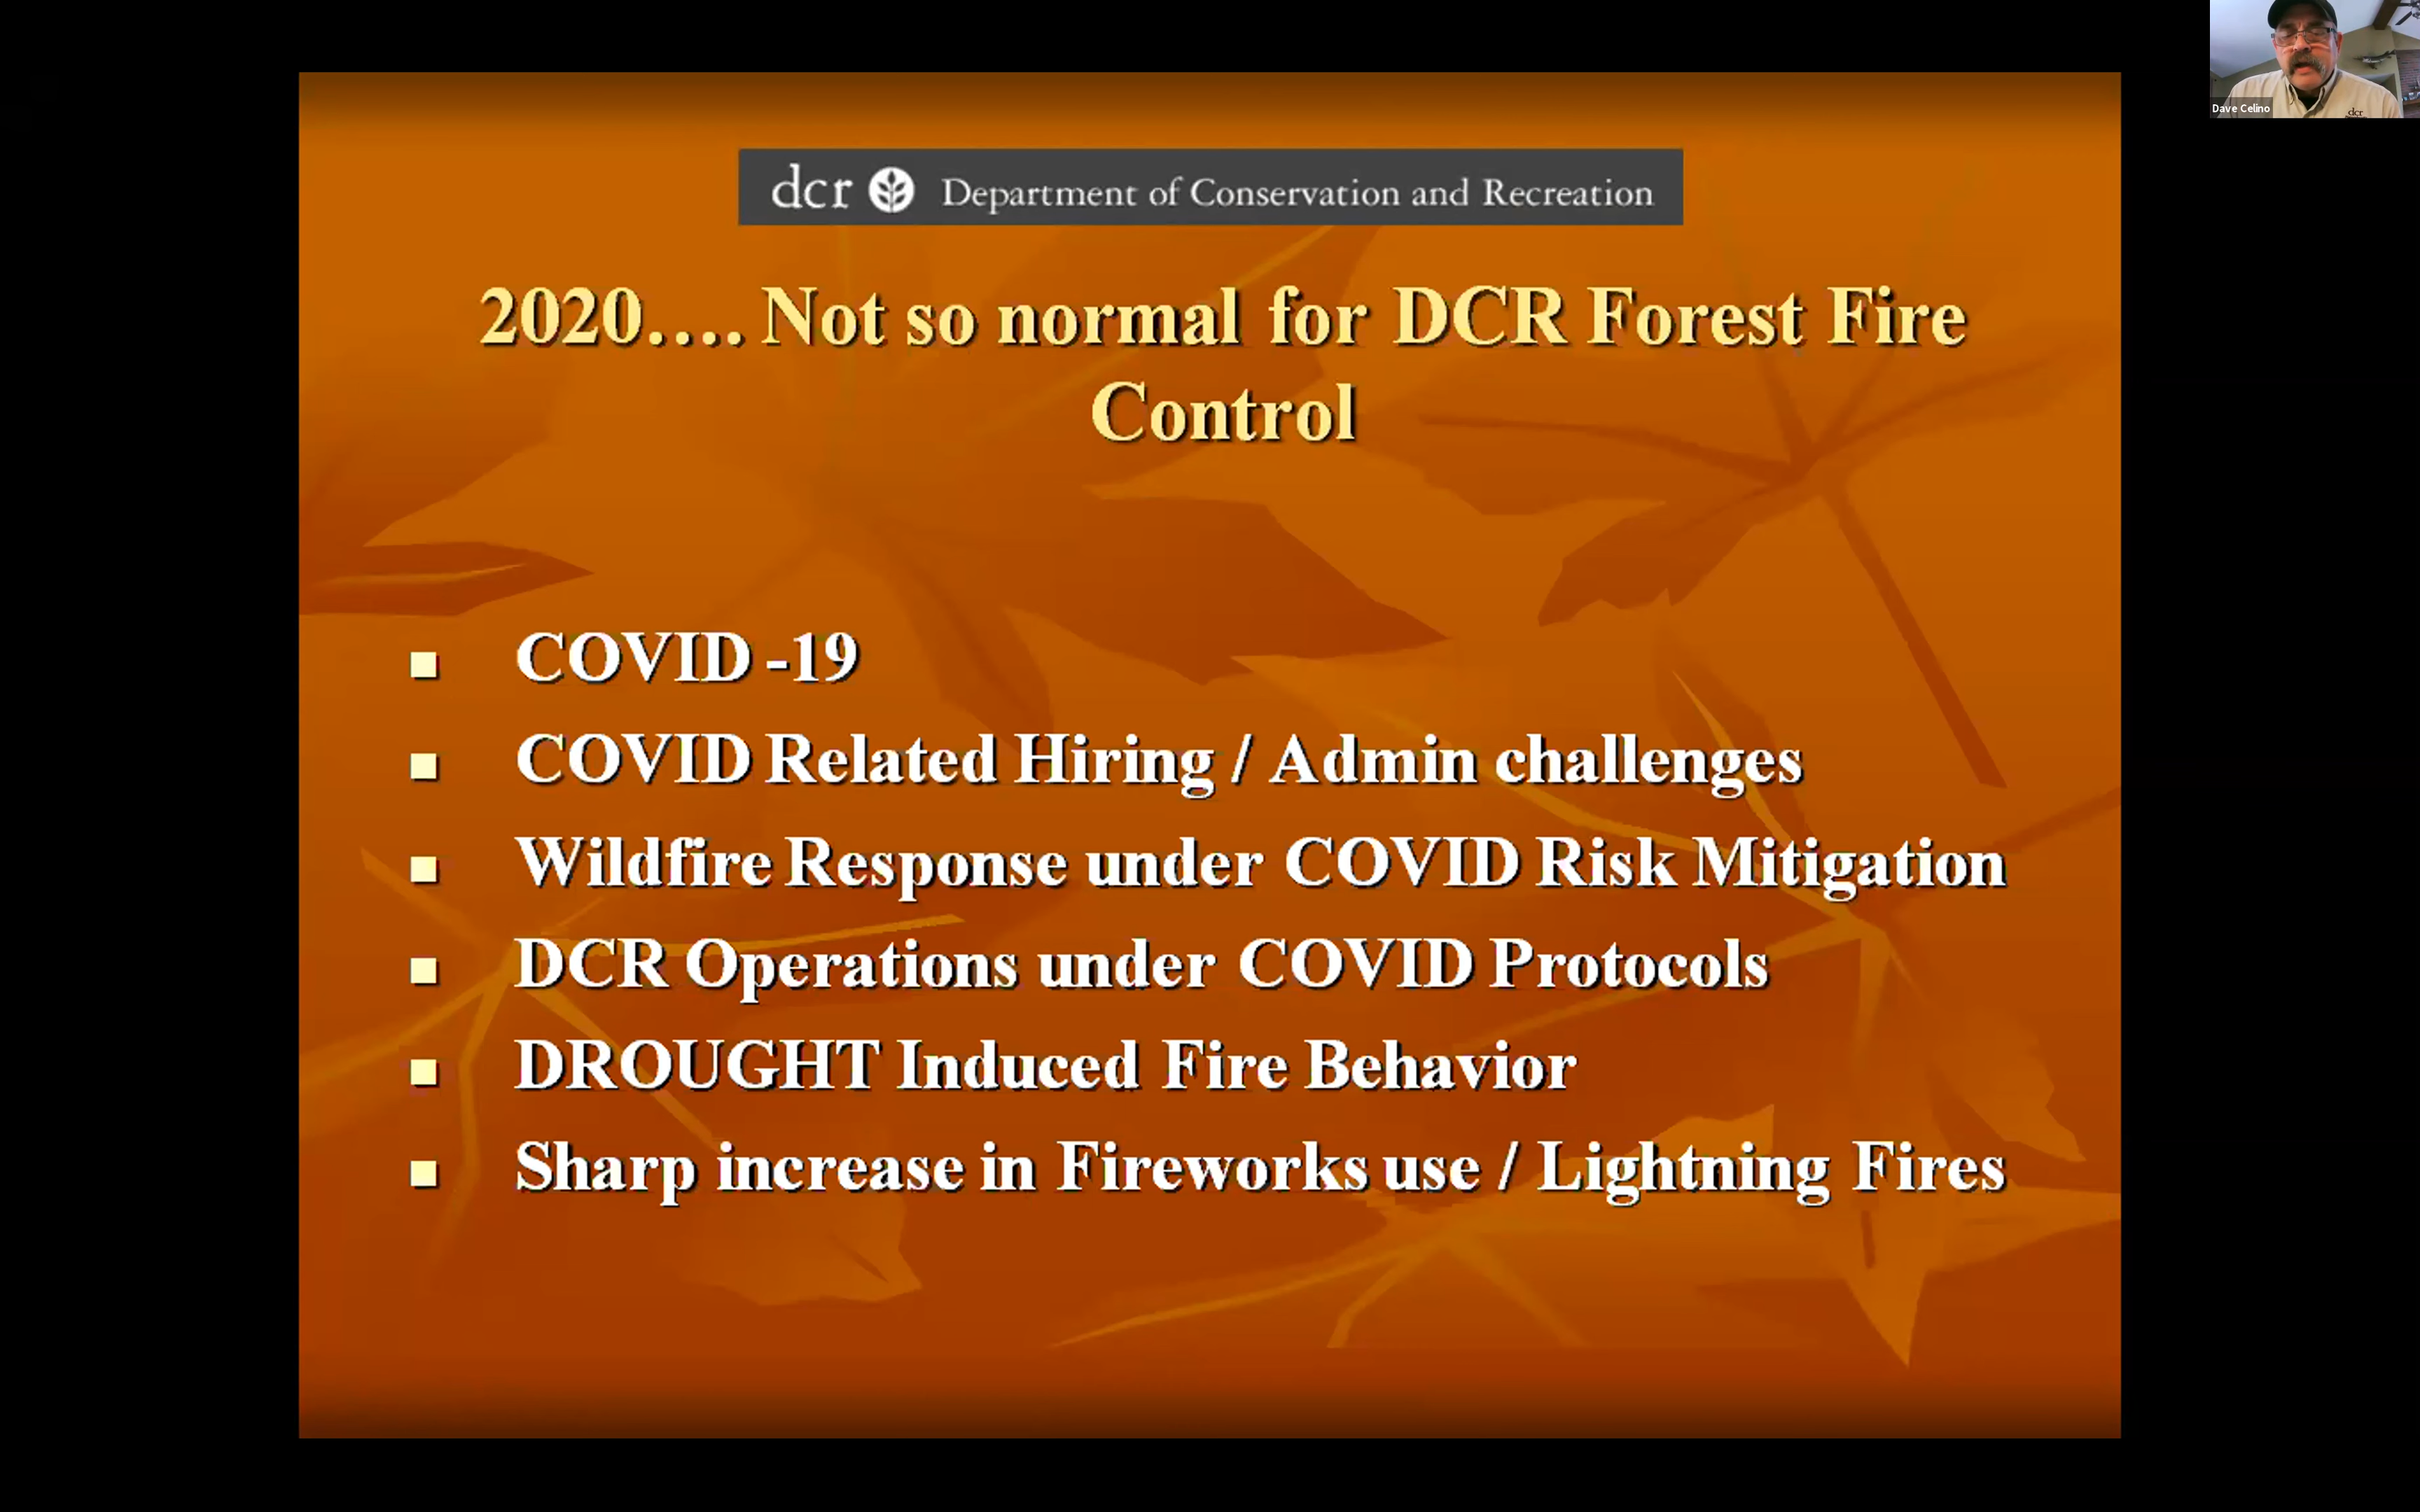 Dave Celino
dcr
dcr Department of Conservation and Recreation
2020.... Not so normal for DCR Forest Fire
Control
COVID -19
COVID Related Hiring / Admin challenges
Wildfire Response under COVID Risk Mitigation
DCR Operations under COVID Protocols
DROUGHT Induced Fire Behavior
Sharp increase in Fireworks use / Lightning Fires